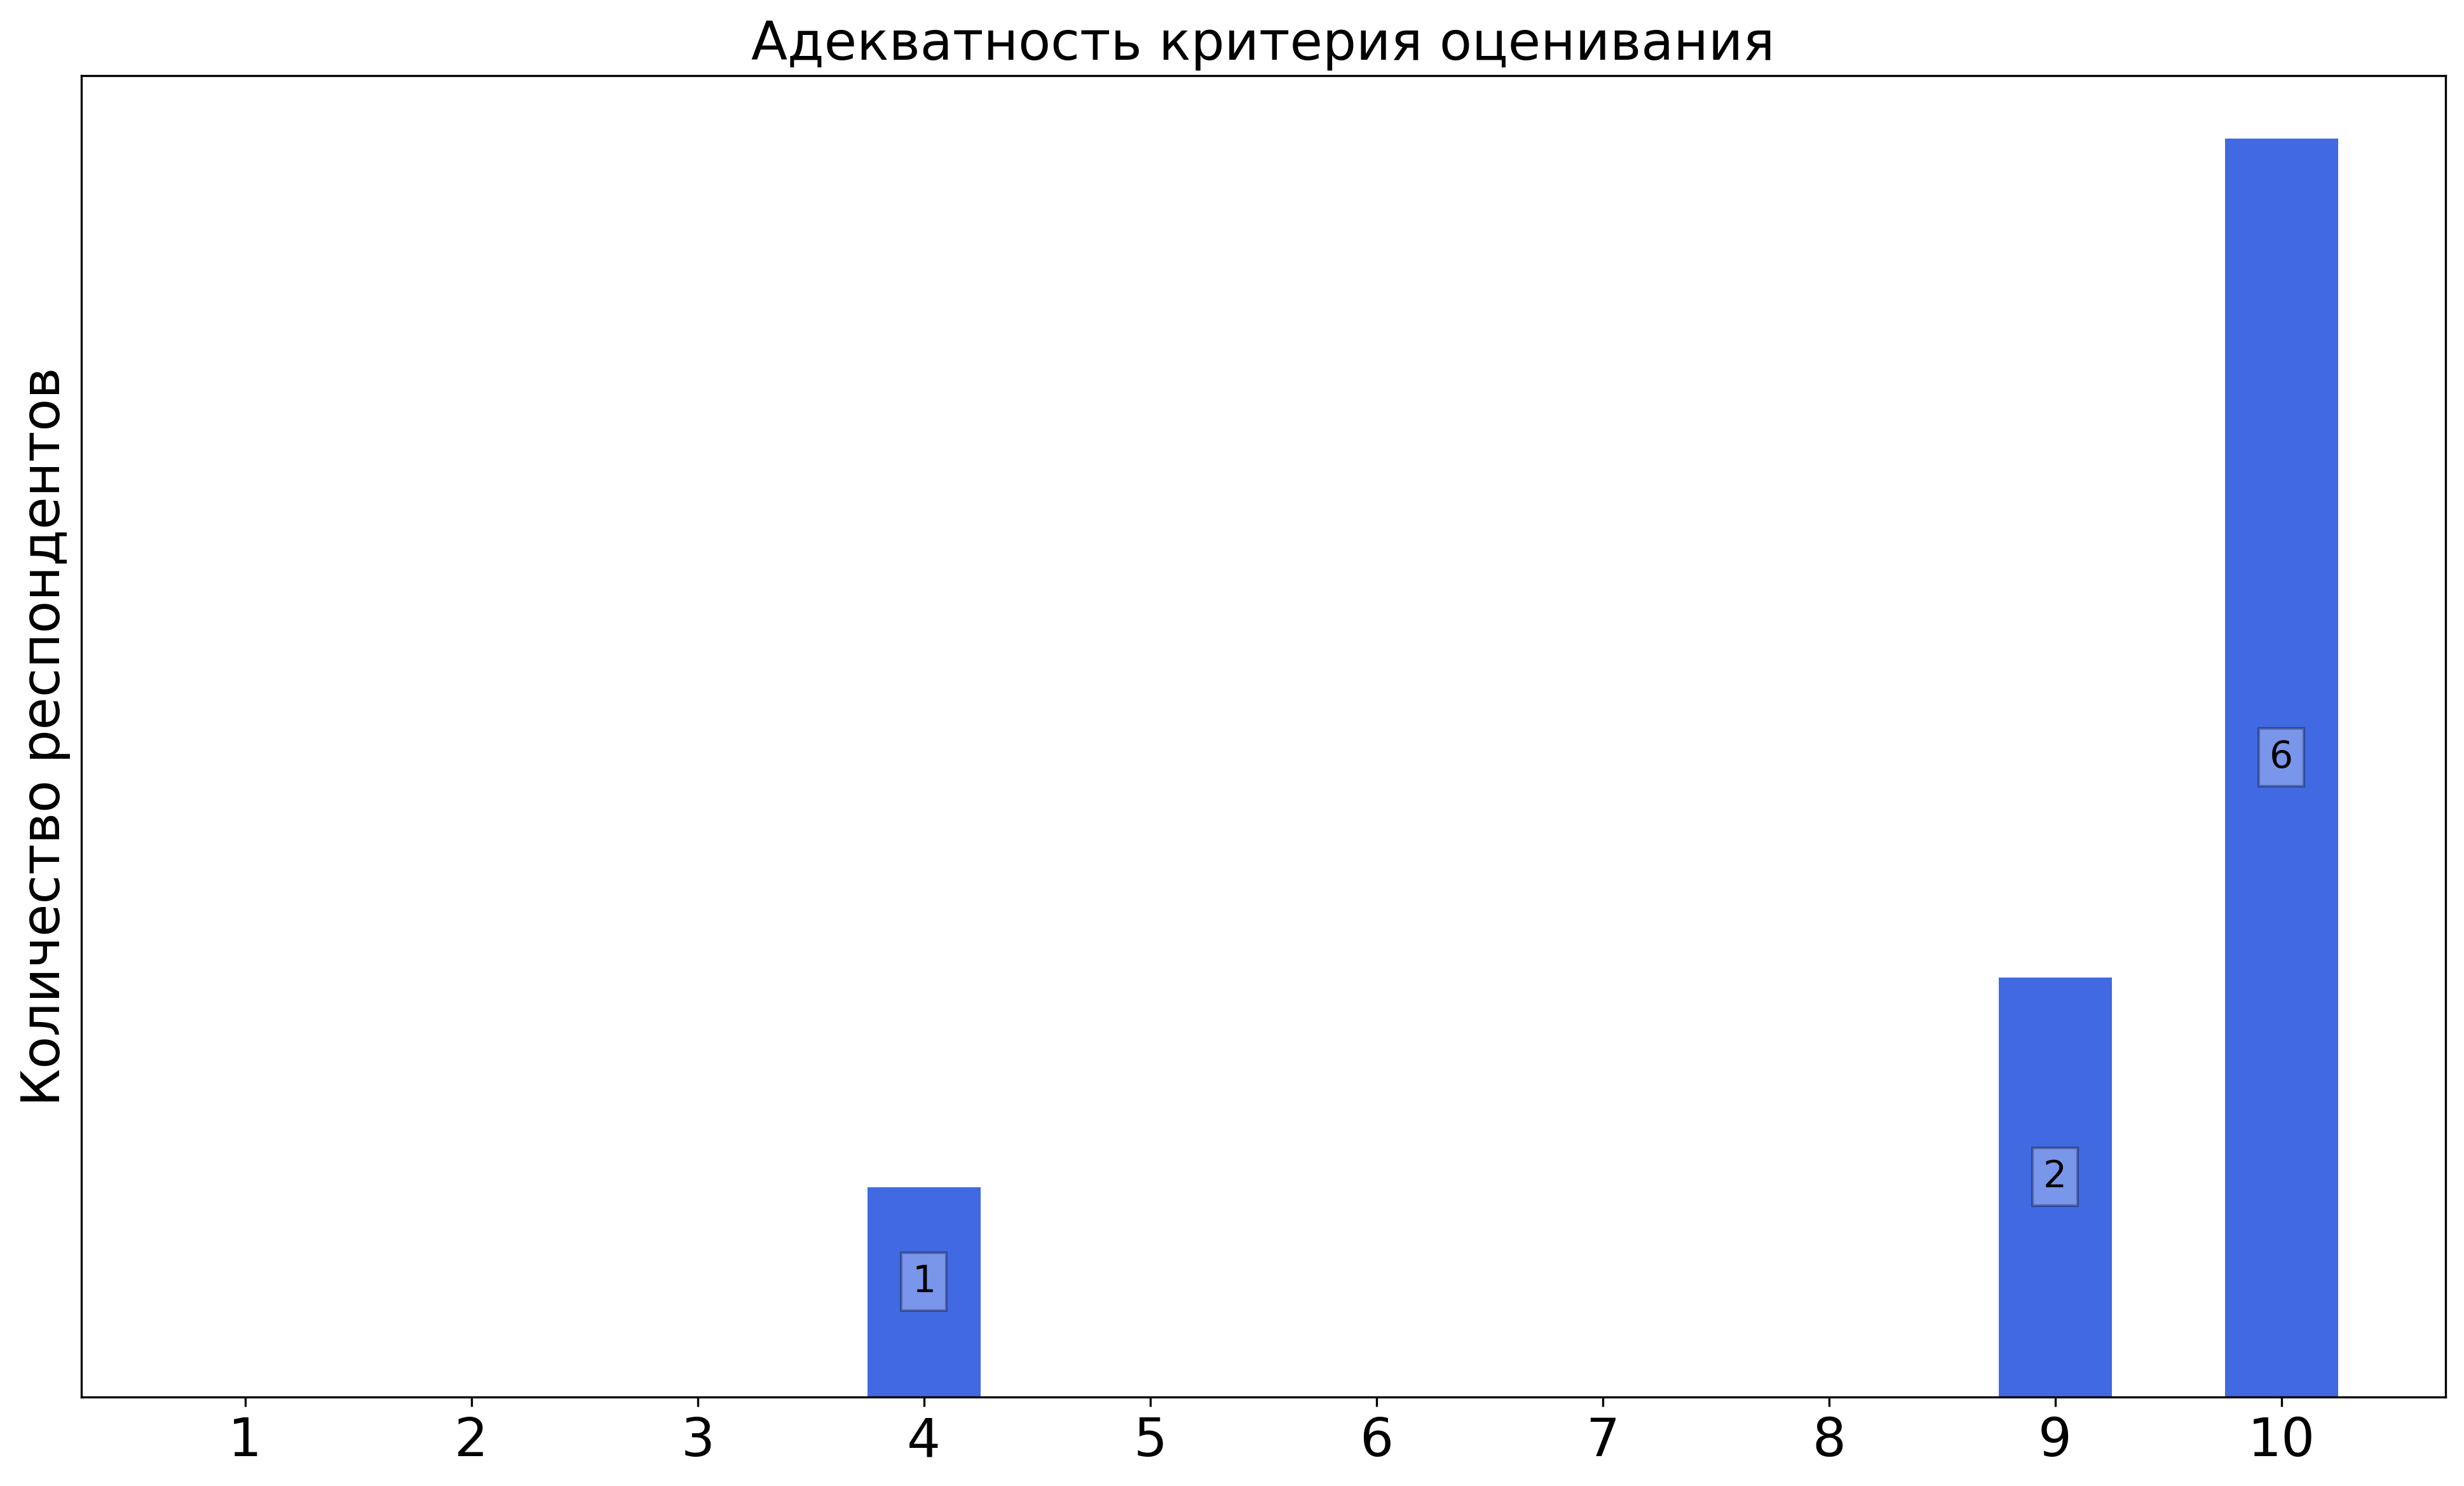 Адекватность критерия оценивания
Количество респондентов
6
2
1
1 2 3 4 5 6 7 8 9 10